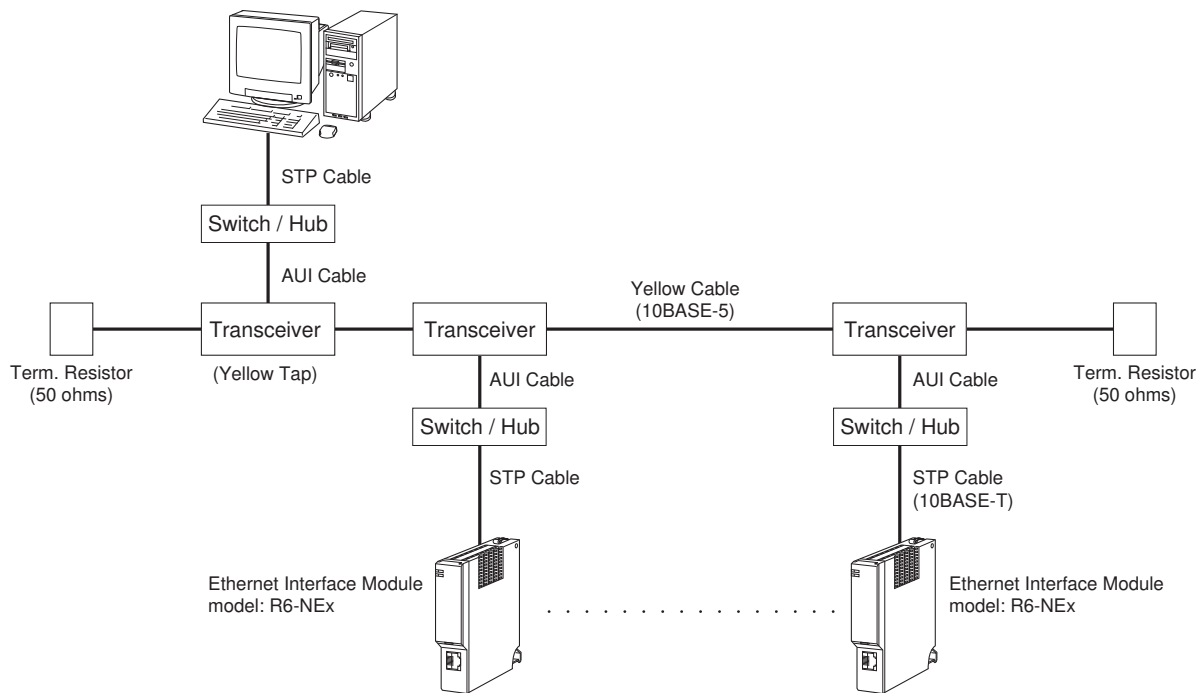 STP Cable
Switch / Hub
AUI Cable
Yellow Cable
(10BASE-5)
Transceiver
Transceiver
Transceiver
Term. Resistor
(50 ohms)
(Yellow Tap)
AUI Cable
AUI Cable
Term. Resistor
(50 ohms)
Switch / Hub
Switch / Hub
STP Cable
STP Cable
(10BASE-T)
Ethernet Interface Module
model: R6-NEx
Ethernet Interface Module
model: R6-NEx